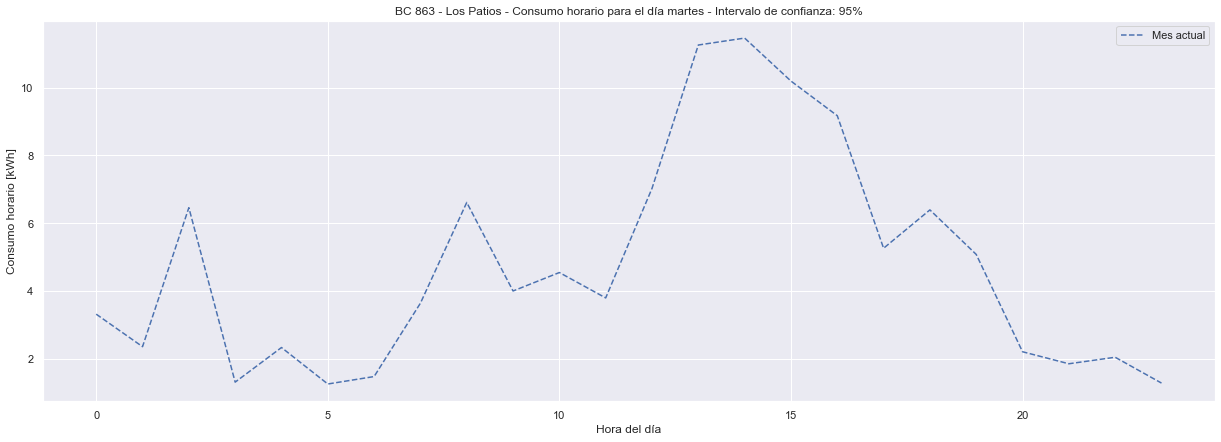 BC 863 - Los Patios - Consumo horario para el día martes - Intervalo de confianza: 95%
Mes actual
Consumo horario [kWh]
10
8
6
4
2
0
5
10
15
20
Hora del día